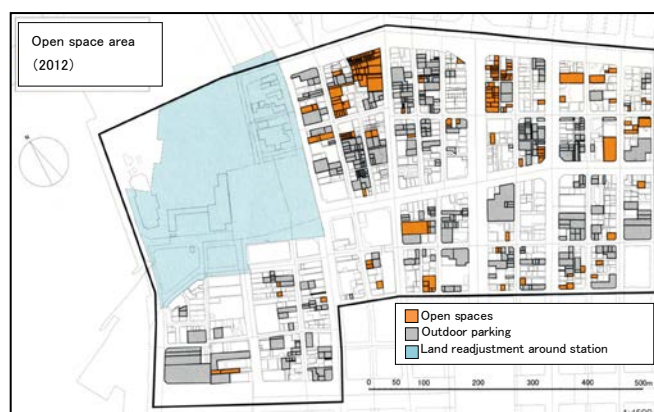 Open space area
(2012)
N
Open spaces
Outdoor parking
Land readjustment around station
0 50 100 200 300 400 500m